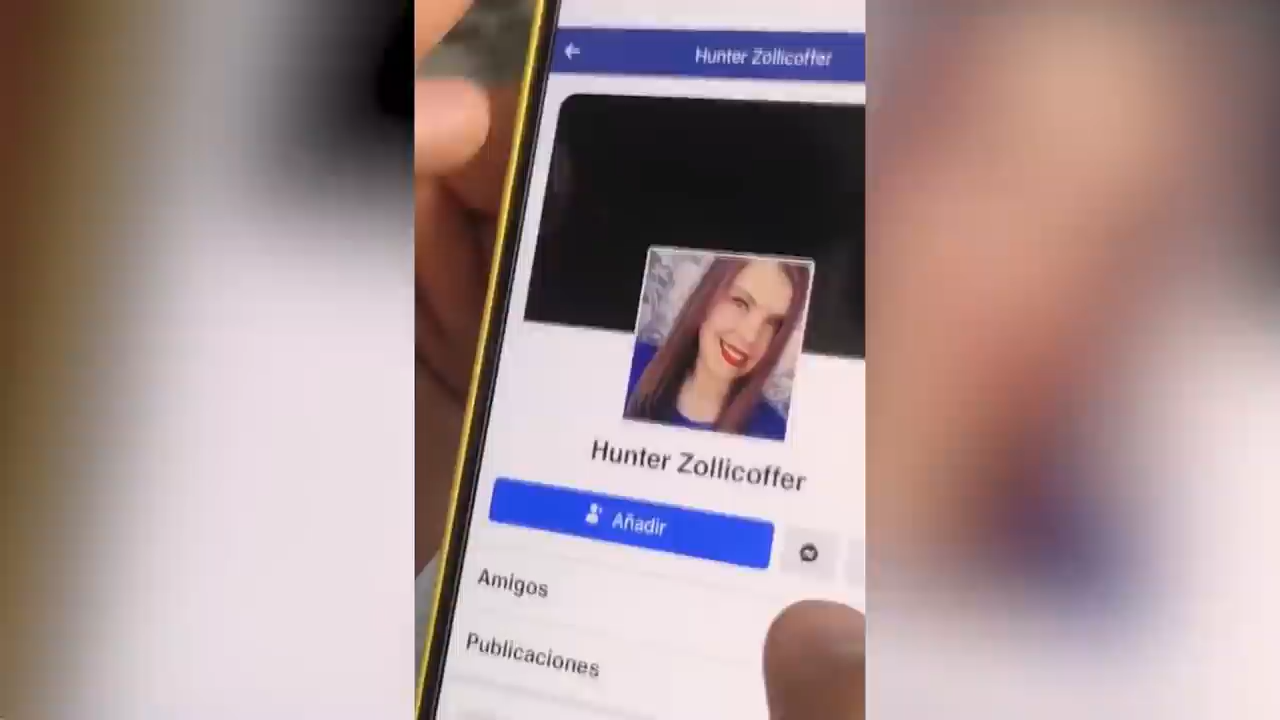 Hunter Zollicoffer
Hunter Zollicoffer
Añadir
Amigos
Publicaciones